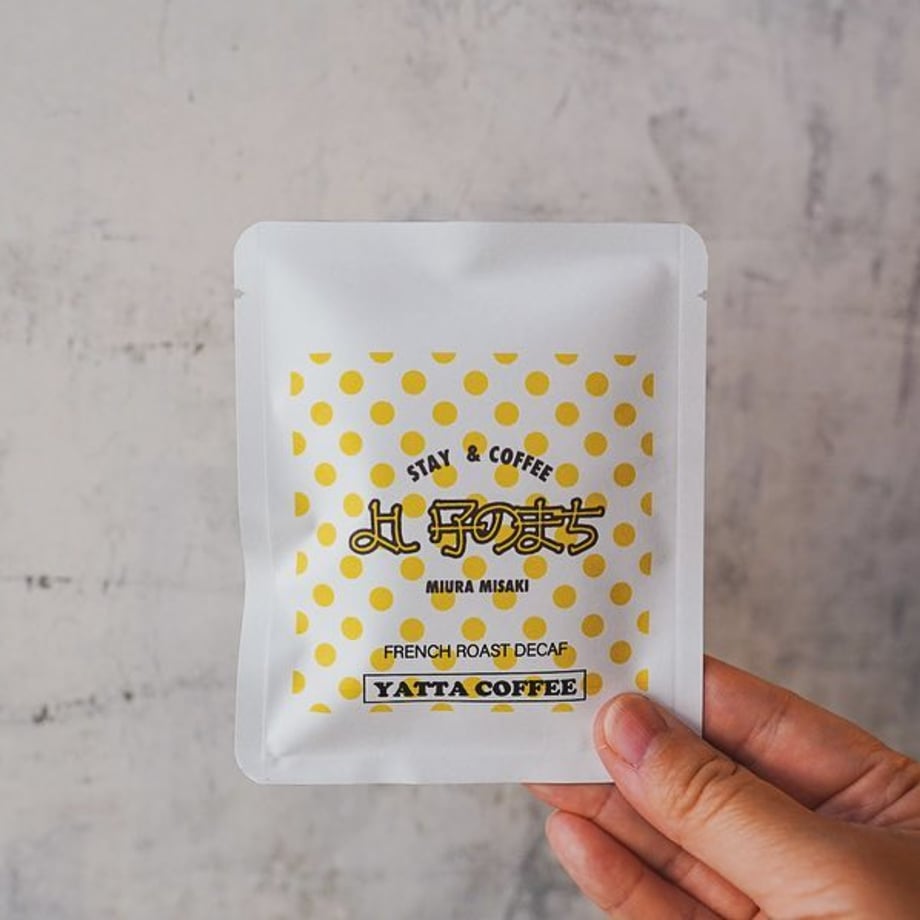 STAY & COFFEE
よい子のまち
MIURA MISAKI
FRENCH ROAST DECAF
YATTA COFFEE